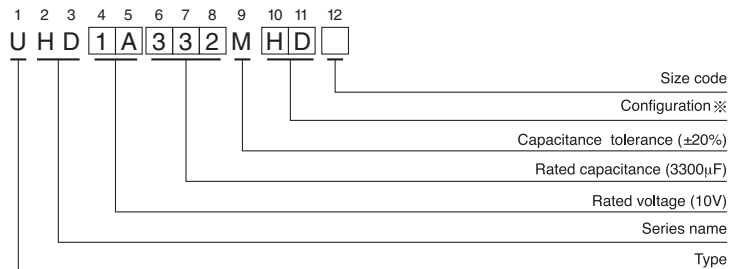 1 2 3 4 5 6 7 8 9 10 11 12
U H D 1 A 3 3 2 M H D
Size code
Configuration ※
Capacitance tolerance (±20%)
Rated capacitance (3300μF)
Rated voltage (10V)
Series name
Type